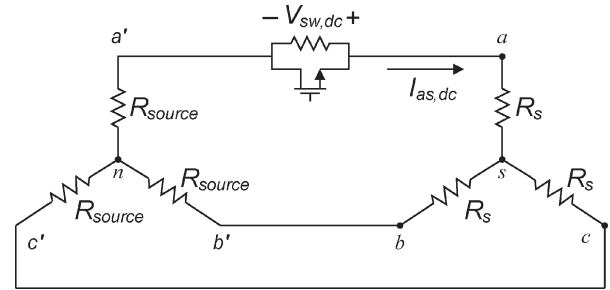 − V_sw,dc +
a'
a
I_as,dc
R_source
R_s
n
R_source
s
R_s
R_source
R_s
c'
b'
b
c